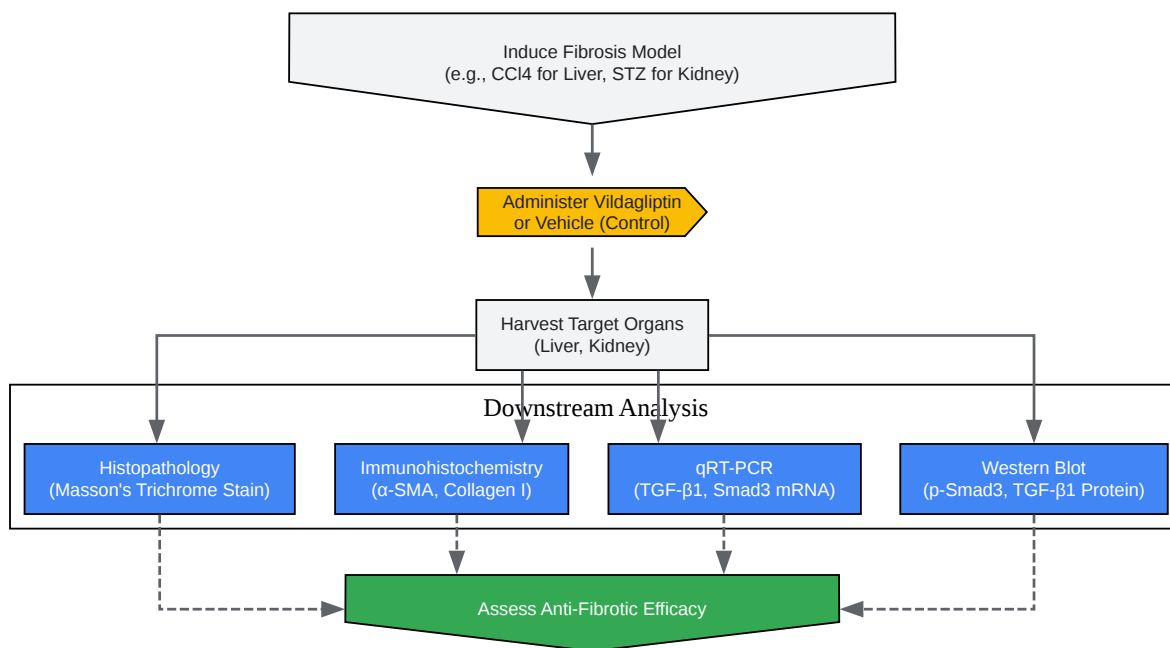 Induce Fibrosis Model
(e.g., CCl4 for Liver, STZ for Kidney)
Administer Vildagliptin
or Vehicle (Control)
Harvest Target Organs
(Liver, Kidney)
Downstream Analysis
Histopathology
(Masson's Trichrome Stain)
Immunohistochemistry
(α-SMA, Collagen I)
qRT-PCR
(TGF-β1, Smad3 mRNA)
Western Blot
(p-Smad3, TGF-β1 Protein)
Assess Anti-Fibrotic Efficacy